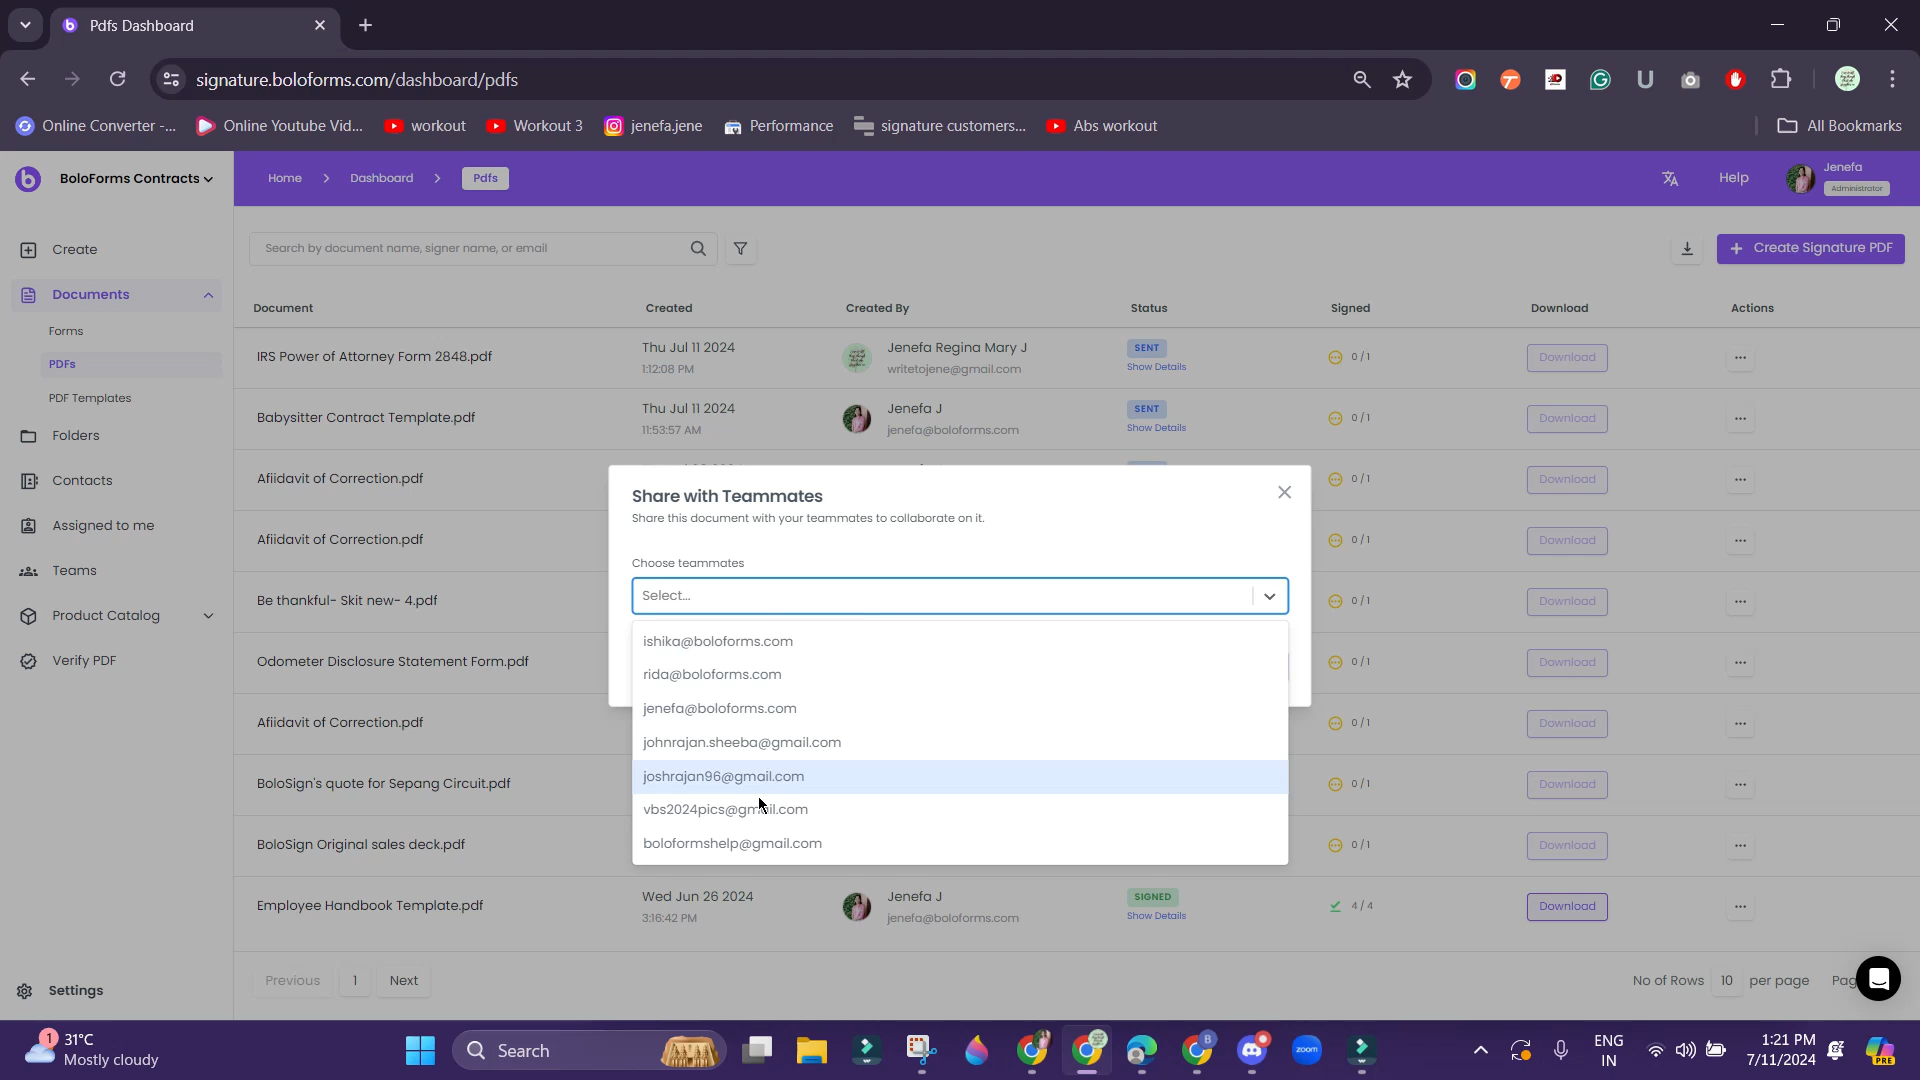 Pdfs Dashboard
signature.boloforms.com/dashboard/pdfs
Online Converter -...
Online Youtube Vid...
workout
Workout 3
jenefa.jene
Performance
signature customers...
Abs workout
All Bookmarks
BoloForms Contracts
Home > Dashboard > Pdfs
Help
Jenefa
Administrator
Create
Documents
Forms
PDFs
PDF Templates
Folders
Contacts
Assigned to me
Teams
Product Catalog
Verify PDF
Settings
Search by document name, signer name, or email
+ Create Signature PDF
Document Created Created By Status Signed Download Actions
IRS Power of Attorney Form 2848.pdf Thu Jul 11 2024 Jenefa Regina Mary J SENT 0/1 Download ...
1:12:08 PM writetojene@gmail.com Show Details
Babysitter Contract Template.pdf Thu Jul 11 2024 Jenefa J SENT 0/1 Download ...
11:53:57 AM jenefa@boloforms.com Show Details
Afiidavit of Correction.pdf 0/1 Download ...
Afiidavit of Correction.pdf 0/1 Download ...
Be thankful- Skit new- 4.pdf 0/1 Download ...
Odometer Disclosure Statement Form.pdf 0/1 Download ...
Afiidavit of Correction.pdf 0/1 Download ...
BoloSign's quote for Sepang Circuit.pdf 0/1 Download ...
BoloSign Original sales deck.pdf 0/1 Download ...
Employee Handbook Template.pdf Wed Jun 26 2024 Jenefa J SIGNED 4/4 Download ...
3:16:42 PM jenefa@boloforms.com Show Details
Share with Teammates
Share this document with your teammates to collaborate on it.
Choose teammates
Select...
ishika@boloforms.com
rida@boloforms.com
jenefa@boloforms.com
johnrajan.sheeba@gmail.com
joshrajan96@gmail.com
vbs2024pics@gmail.com
boloformshelp@gmail.com
Previous 1 Next
No of Rows 10 per page
1
31°C
Mostly cloudy
Search
B
zoom
ENG
IN
1:21 PM
7/11/2024
PRE